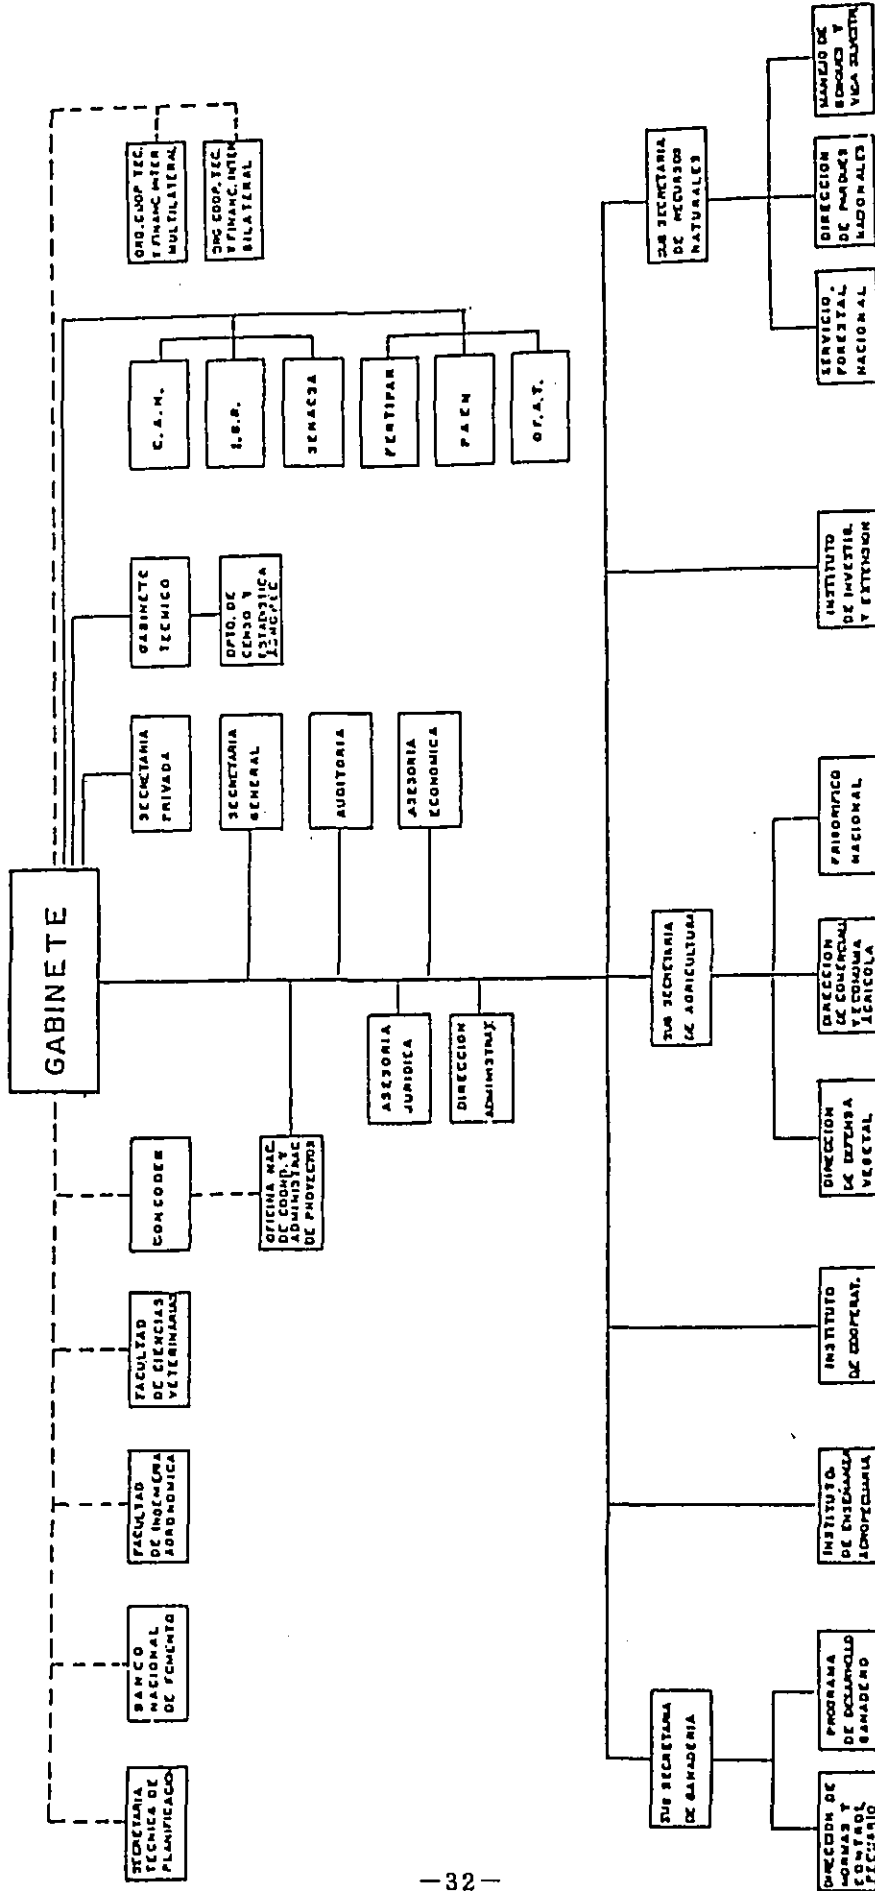 GABINETE
SECRETARIA
TECNICA DE
PLANIFICACION
BANCO
NACIONAL
DE FOMENTO
FACULTAD
DE INGENIERIA
AGRONOMICA
FACULTAD
DE CIENCIAS
VETERINARIAS
CONCODER
OFICINA NAC.
DE COORD. Y
ADMINISTRAC
DE PROYECTOS
SECRETARIA
PRIVADA
GABINETE
TECNICO
DPTO. DE
CENSO Y
ESTADISTICA
SECRETARIA
GENERAL
AUDITORIA
ASESORIA
ECONOMICA
ASESORIA
JURIDICA
DIRECCION
ADMINISTRAT.
C.A.H.
I.B.R.
SENACSA
FERTIPAR
PAEN
OF.A.T.
ORG. COOP. TEC.
Y FINANC. INTER
MULTILATERAL
ORG COOP. TEC.
Y FINANC. INTER
BILATERAL
SUB SECRETARIA
DE GANADERIA
SUB SECRETARIA
DE AGRICULTURA
SUB SECRETARIA
DE RECURSOS
NATURALES
DIRECCION DE
NORMAS Y
CONTROL
PECUARIO
PROGRAMA
DE DESARROLLO
GANADERO
INSTITUTO
DE ENSEÑANZA
AGROPECUARIA
INSTITUTO
DE COOPERAT.
DIRECCION
DE DEFENSA
VEGETAL
DIRECCION
DE COMERCIAL
Y ECONOMIA
AGRICOLA
FRIGORIFICO
NACIONAL
INSTITUTO
DE INVESTIG.
Y EXTENSION
SERVICIO
FORESTAL
NACIONAL
DIRECCION
DE PARQUES
NACIONALES
MANEJO DE
BOSQUES Y
VIDA SILVESTRE
—32—